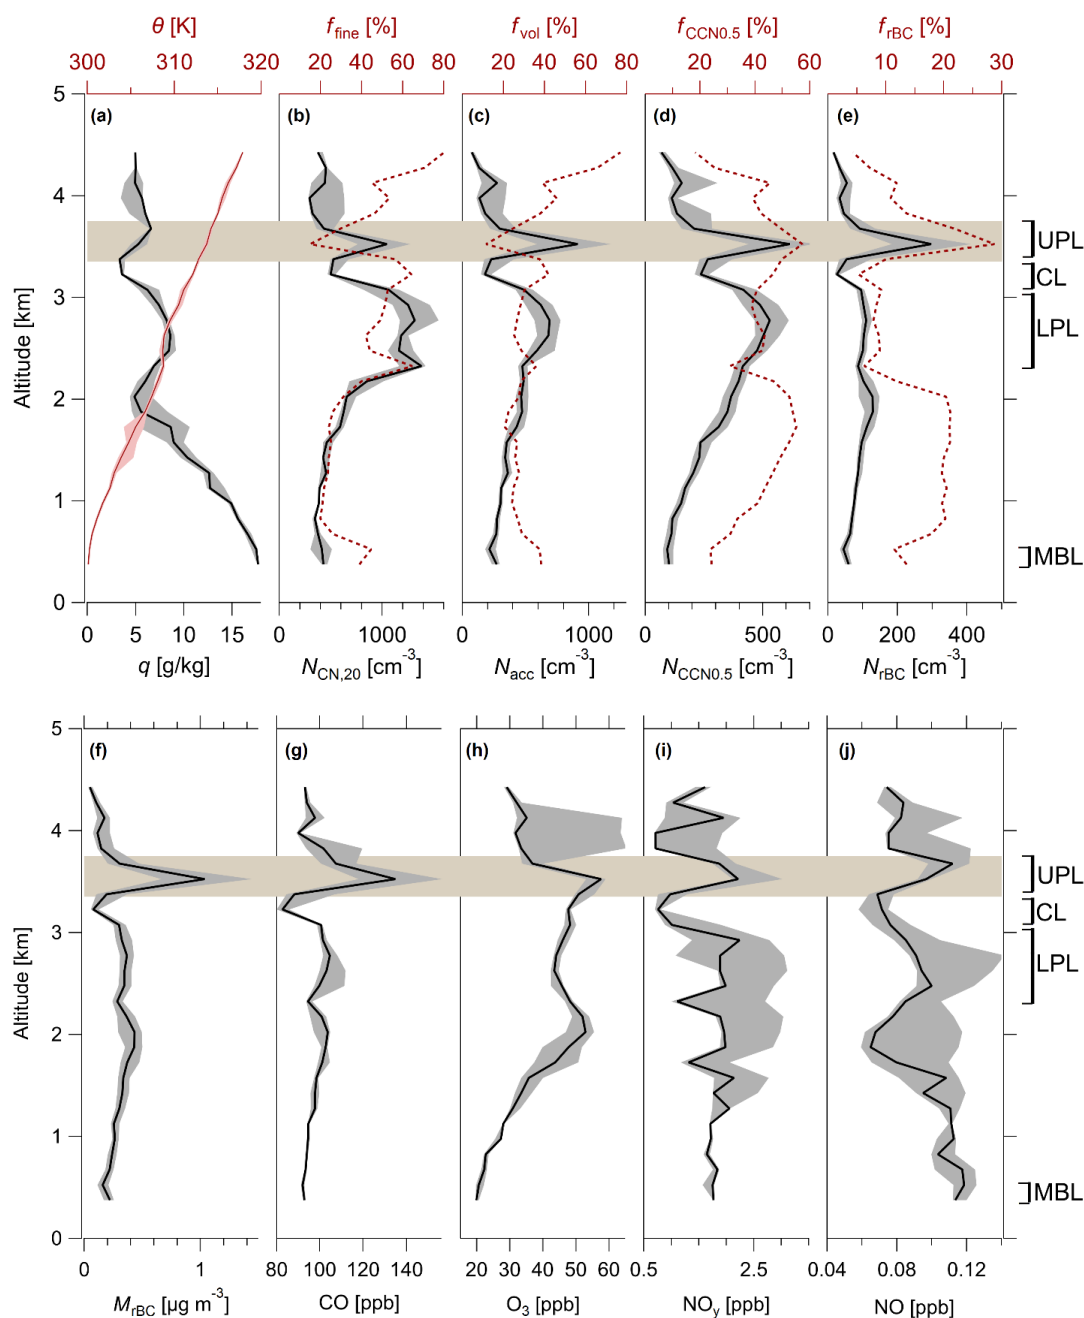 θ [K] f_fine [%] f_vol [%] f_CCN0.5 [%] f_rBC [%]
300 310 320 20 40 60 80 20 40 60 80 20 40 60 10 20 30
(a) (b) (c) (d) (e)
5
4
3
2
1
0
Altitude [km]
UPL
CL
LPL
MBL
0 5 10 15 0 1000 0 1000 0 500 0 200 400
q [g/kg] N_CN,20 [cm⁻³] N_acc [cm⁻³] N_CCN0.5 [cm⁻³] N_rBC [cm⁻³]
(f) (g) (h) (i) (j)
5
4
3
2
1
0
Altitude [km]
UPL
CL
LPL
MBL
0 1 80 100 120 140 20 30 40 50 60 0.5 2.5 0.04 0.12
M_rBC [µg m⁻³] CO [ppb] O₃ [ppb] NO_y [ppb] NO [ppb]